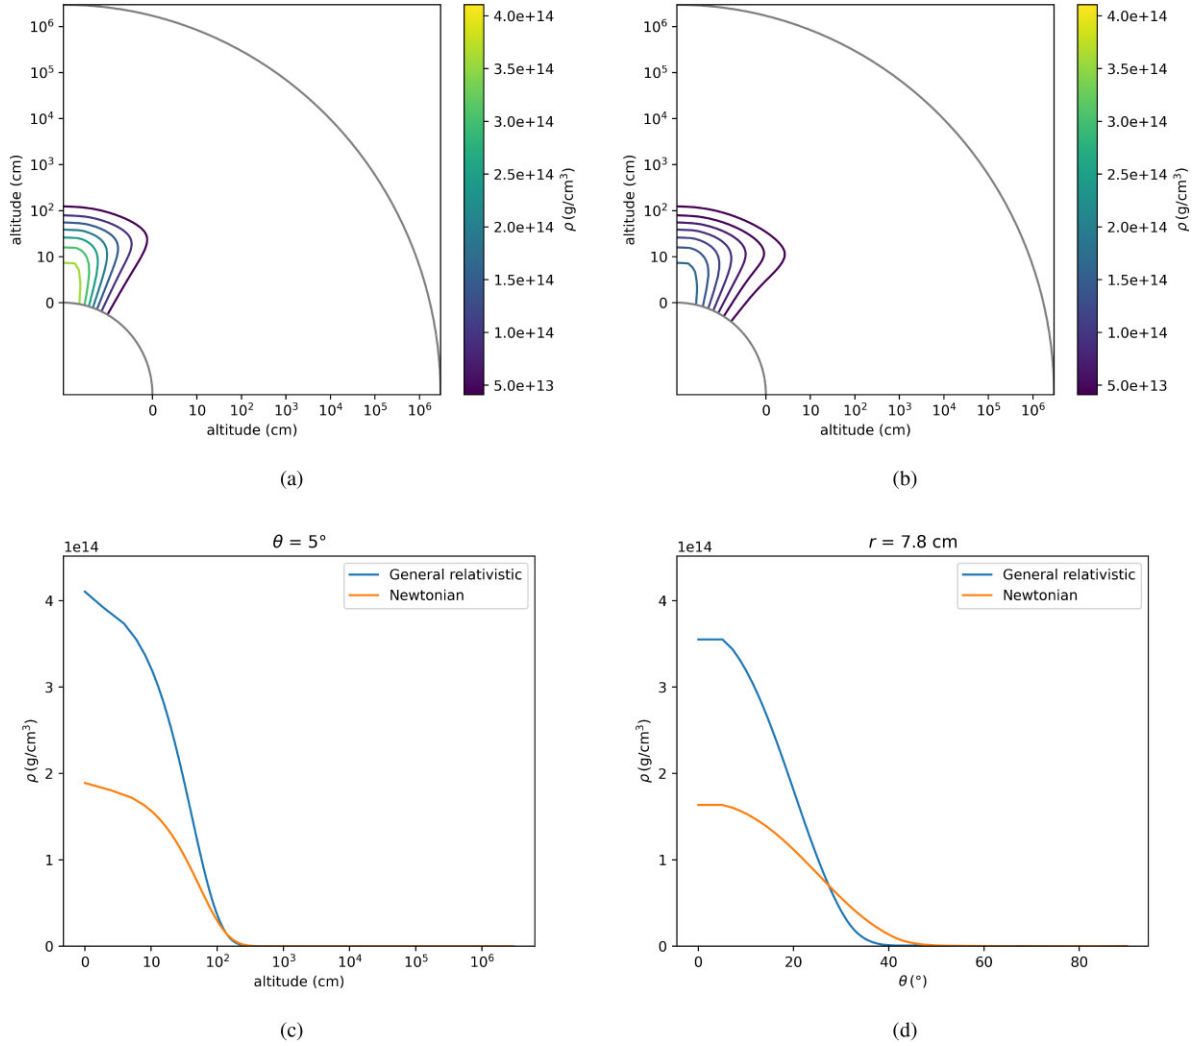 10⁶
10⁵
10⁴
10³
10²
10
0
altitude (cm)
0 10 10² 10³ 10⁴ 10⁵ 10⁶
altitude (cm)
4.0e+14
3.5e+14
3.0e+14
2.5e+14
2.0e+14
1.5e+14
1.0e+14
5.0e+13
ρ (g/cm³)
(a)
10⁶
10⁵
10⁴
10³
10²
10
0
altitude (cm)
0 10 10² 10³ 10⁴ 10⁵ 10⁶
altitude (cm)
4.0e+14
3.5e+14
3.0e+14
2.5e+14
2.0e+14
1.5e+14
1.0e+14
5.0e+13
ρ (g/cm³)
(b)
1e14
θ = 5°
General relativistic
Newtonian
4
3
2
1
0
ρ (g/cm³)
0 10 10² 10³ 10⁴ 10⁵ 10⁶
altitude (cm)
(c)
1e14
r = 7.8 cm
General relativistic
Newtonian
4
3
2
1
0
ρ (g/cm³)
0 20 40 60 80
θ (°)
(d)